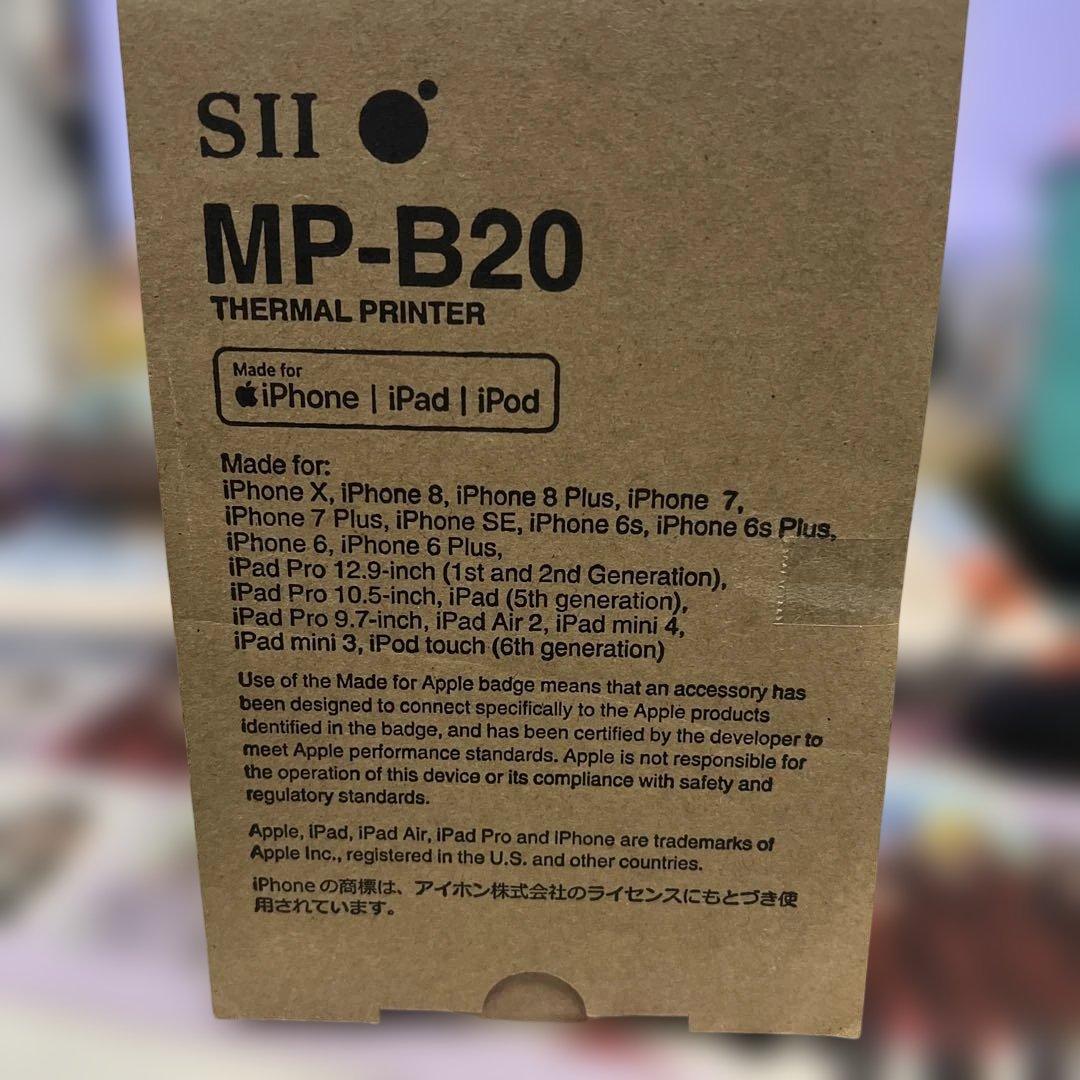 SII
MP-B20
THERMAL PRINTER
Made for
iPhone | iPad | iPod
Made for:
iPhone X, iPhone 8, iPhone 8 Plus, iPhone 7,
iPhone 7 Plus, iPhone SE, iPhone 6s, iPhone 6s Plus,
iPhone 6, iPhone 6 Plus,
iPad Pro 12.9-inch (1st and 2nd Generation),
iPad Pro 10.5-inch, iPad (5th generation),
iPad Pro 9.7-inch, iPad Air 2, iPad mini 4,
iPad mini 3, iPod touch (6th generation)
Use of the Made for Apple badge means that an accessory has
been designed to connect specifically to the Apple products
identified in the badge, and has been certified by the developer to
meet Apple performance standards. Apple is not responsible for
the operation of this device or its compliance with safety and
regulatory standards.
Apple, iPad, iPad Air, iPad Pro and iPhone are trademarks of
Apple Inc., registered in the U.S. and other countries.
iPhone の商標は、アイホン株式会社のライセンスにもとづき使
用されています。